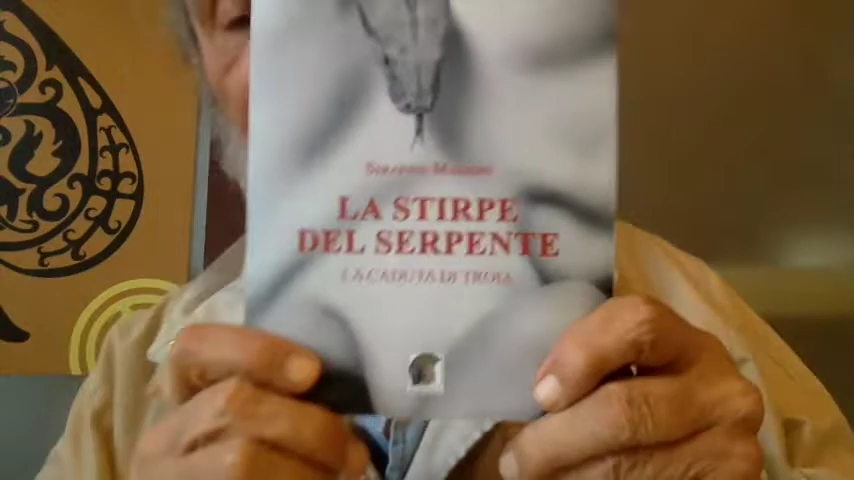 LA STIRPE
DEL SERPENTE
LA CADUTA DI TROIA